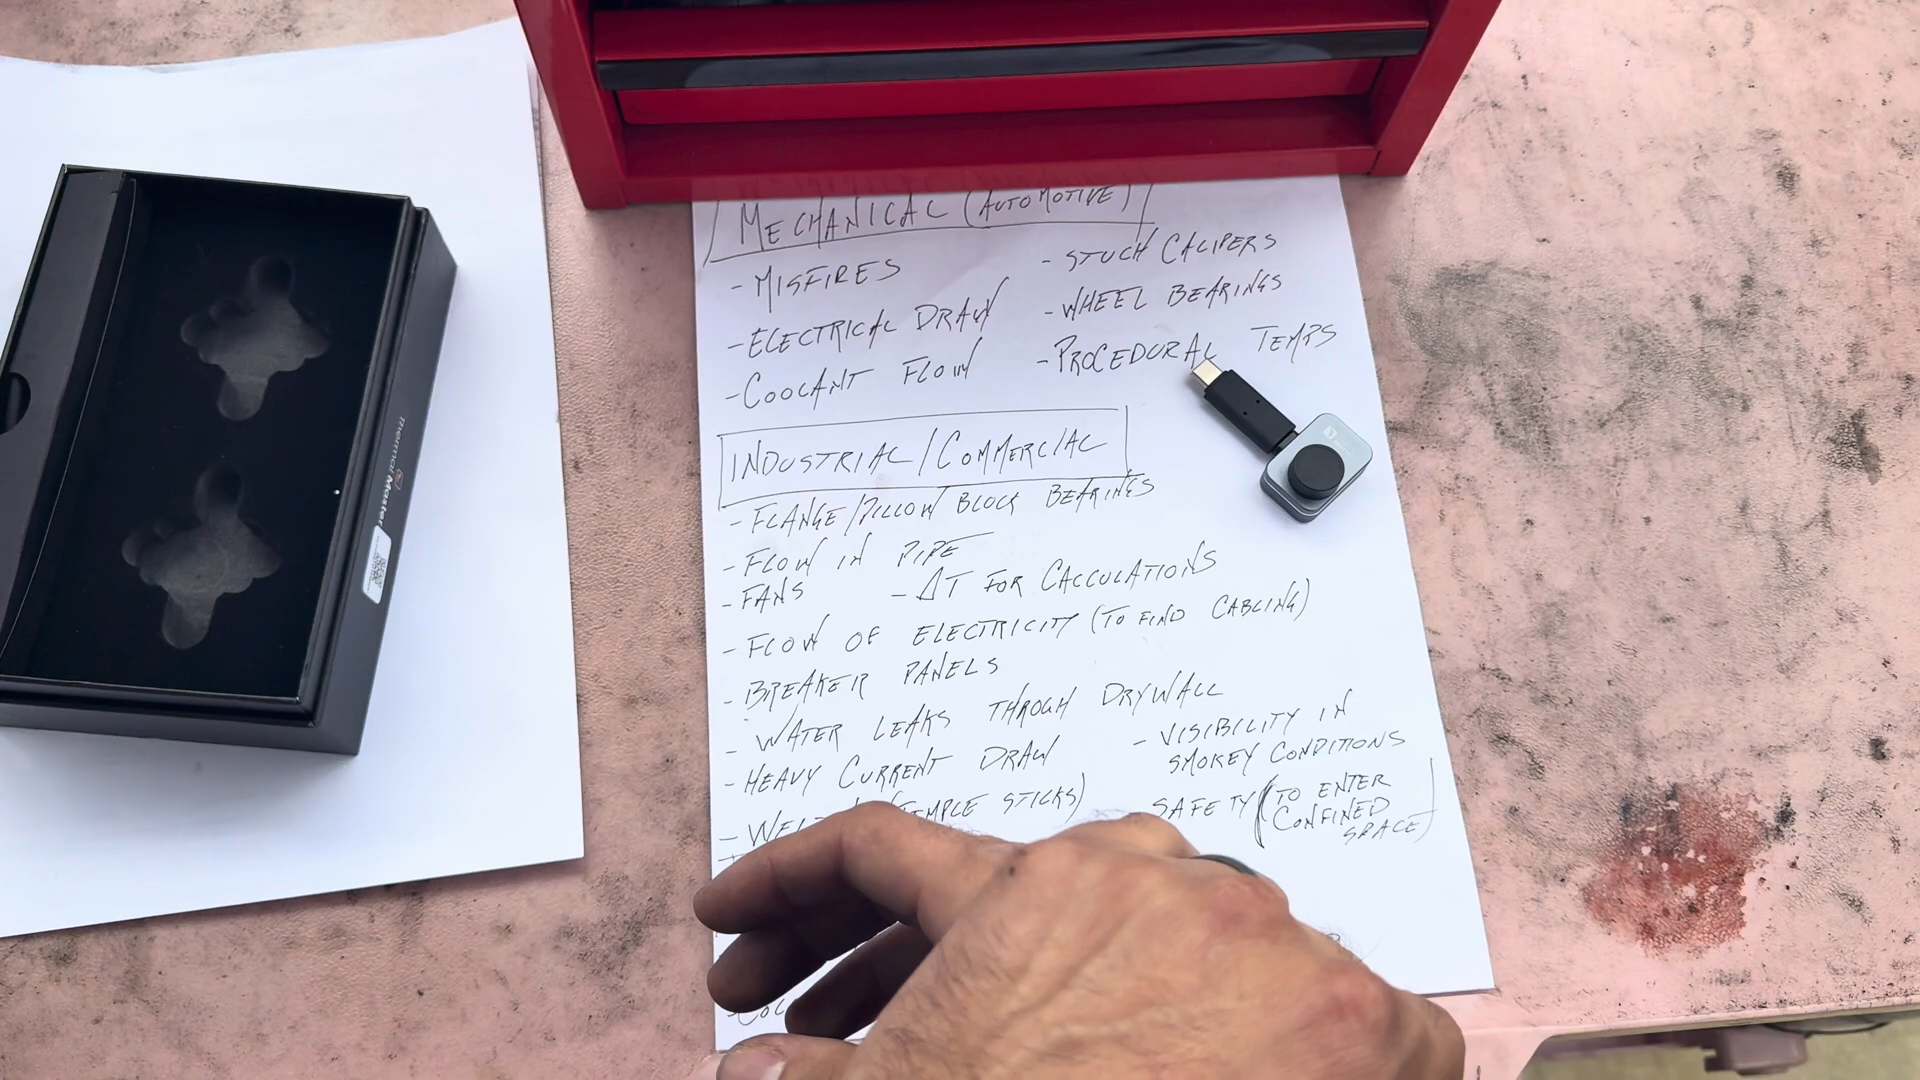 MECHANICAL (AUTOMOTIVE)
- MISFIRES
- ELECTRICAL DRAW
- COOLANT FLOW
- STUCK CALIPERS
- WHEEL BEARINGS
- PROCEDURAL TEMPS
INDUSTRIAL/COMMERCIAL
- FLANGE/PILLOW BLOCK BEARINGS
- FLOW IN PIPE
- FANS
- ΔT FOR CALCULATIONS
- FLOW OF ELECTRICITY (TO FIND CABLING)
- BREAKER PANELS
- WATER LEAKS THROUGH DRYWALL
- HEAVY CURRENT DRAW
- VISIBILITY IN
SMOKEY CONDITIONS
STICKS)
SAFETY (TO ENTER
CONFINED
SPACE)
Thermal Master